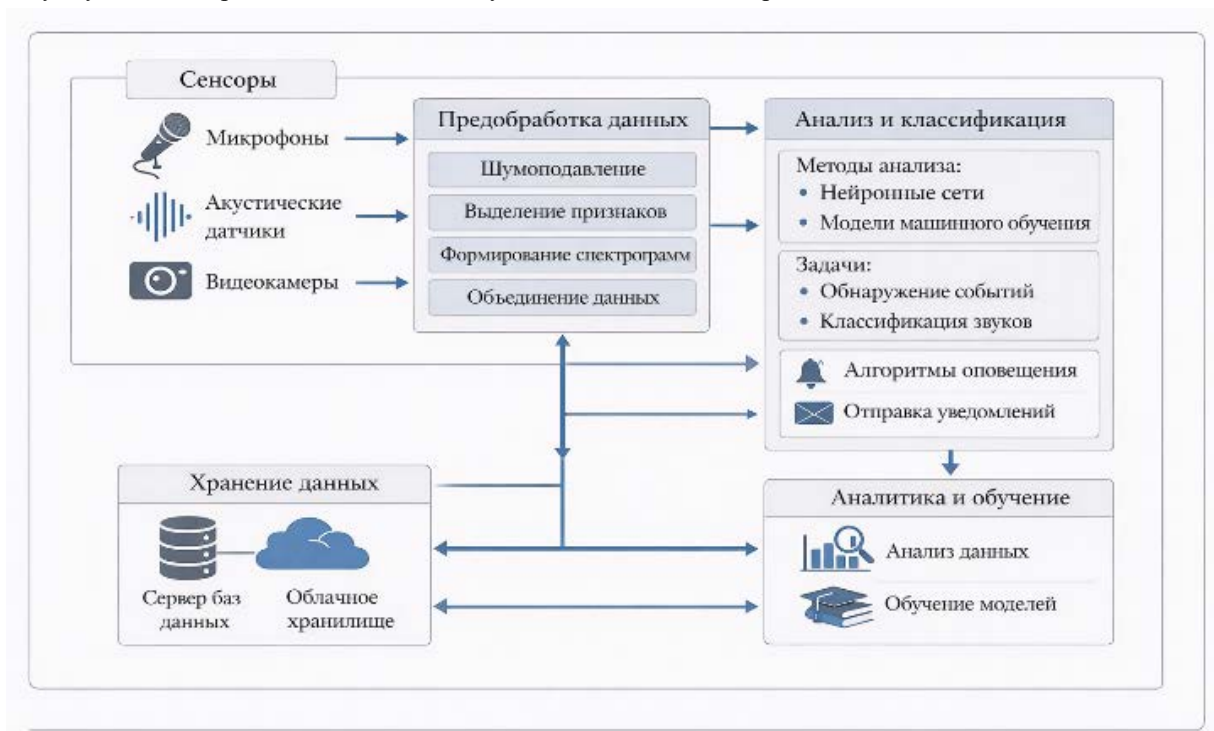 Сенсоры
Микрофоны
Акустические
датчики
Видеокамеры
Предобработка данных
Шумоподавление
Выделение признаков
Формирование спектрограмм
Объединение данных
Анализ и классификация
Методы анализа:
• Нейронные сети
• Модели машинного обучения
Задачи:
• Обнаружение событий
• Классификация звуков
Алгоритмы оповещения
Отправка уведомлений
Хранение данных
Сервер баз
данных
Облачное
хранилище
Аналитика и обучение
Анализ данных
Обучение моделей